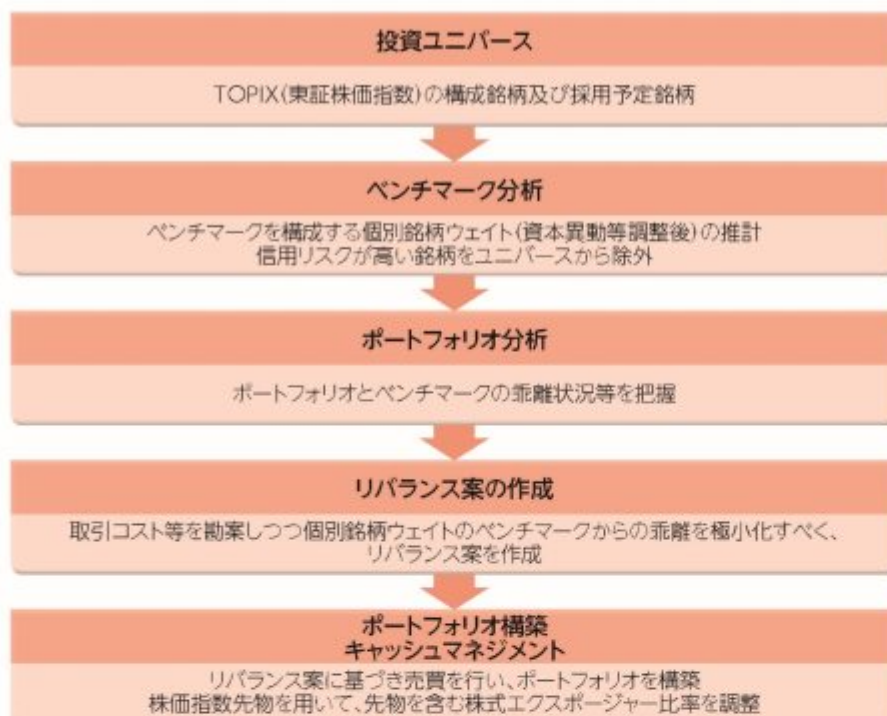 投資ユニバース
TOPIX(東証株価指数)の構成銘柄及び採用予定銘柄
ベンチマーク分析
ベンチマークを構成する個別銘柄ウェイト(資本異動等調整後)の推計
信用リスクが高い銘柄をユニバースから除外
ポートフォリオ分析
ポートフォリオとベンチマークの乖離状況等を把握
リバランス案の作成
取引コスト等を勘案しつつ個別銘柄ウェイトのベンチマークからの乖離を極小化すべく、
リバランス案を作成
ポートフォリオ構築
キャッシュマネジメント
リバランス案に基づき売買を行い、ポートフォリオを構築
株価指数先物を用いて、先物を含む株式エクスポージャー比率を調整